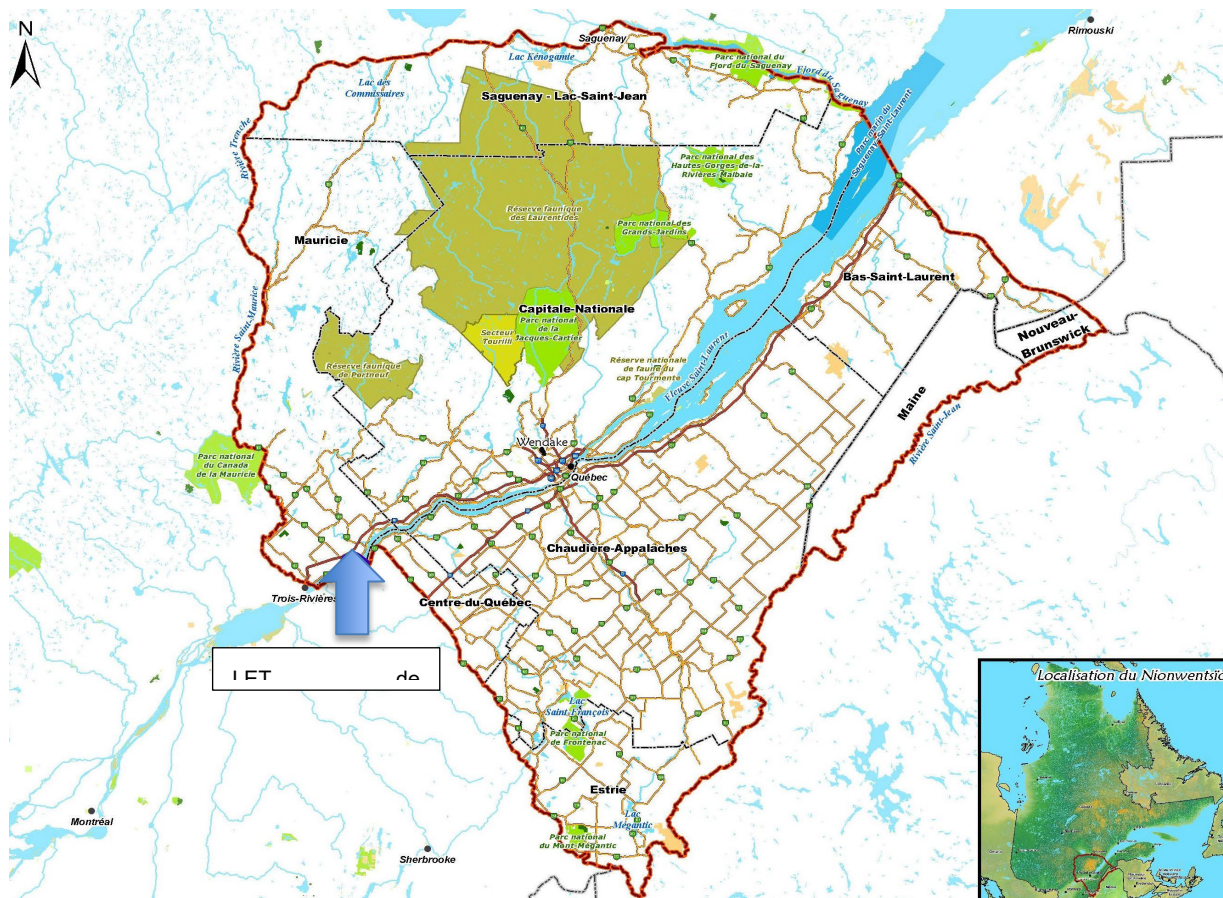 N
Rimouski
Saguenay
Lac Kénogamie
Parc national du
Fjord-du-Saguenay
Fjord du Saguenay
Lac des
Commissaires
Saguenay - Lac-Saint-Jean
Parc marin du
Saguenay-Saint-Laurent
Rivière Trenche
Parc national des
Hautes-Gorges-de-la
Rivières-Malbaie
Réserve faunique
des Laurentides
Parc national des
Grands-Jardins
Mauricie
Bas-Saint-Laurent
Capitale-Nationale
Parc national
de la
Jacques-Cartier
Secteur
Tourilli
Nouveau-
Brunswick
Rivière Saint-Maurice
Réserve faunique
de Portneuf
Réserve nationale
de faune du
cap Tourmente
Fleuve Saint-Laurent
Maine
Rivière Saint-Jean
Wendake
Québec
Parc national
du Canada
de la Mauricie
Chaudière-Appalaches
Trois-Rivières
Centre-du-Québec
LET de
Localisation du Nionwentsïo
Lac
Saint-François
Parc national
de Frontenac
Estrie
Lac
Mégantic
Montréal
Parc national
du Mont-Mégantic
Sherbrooke